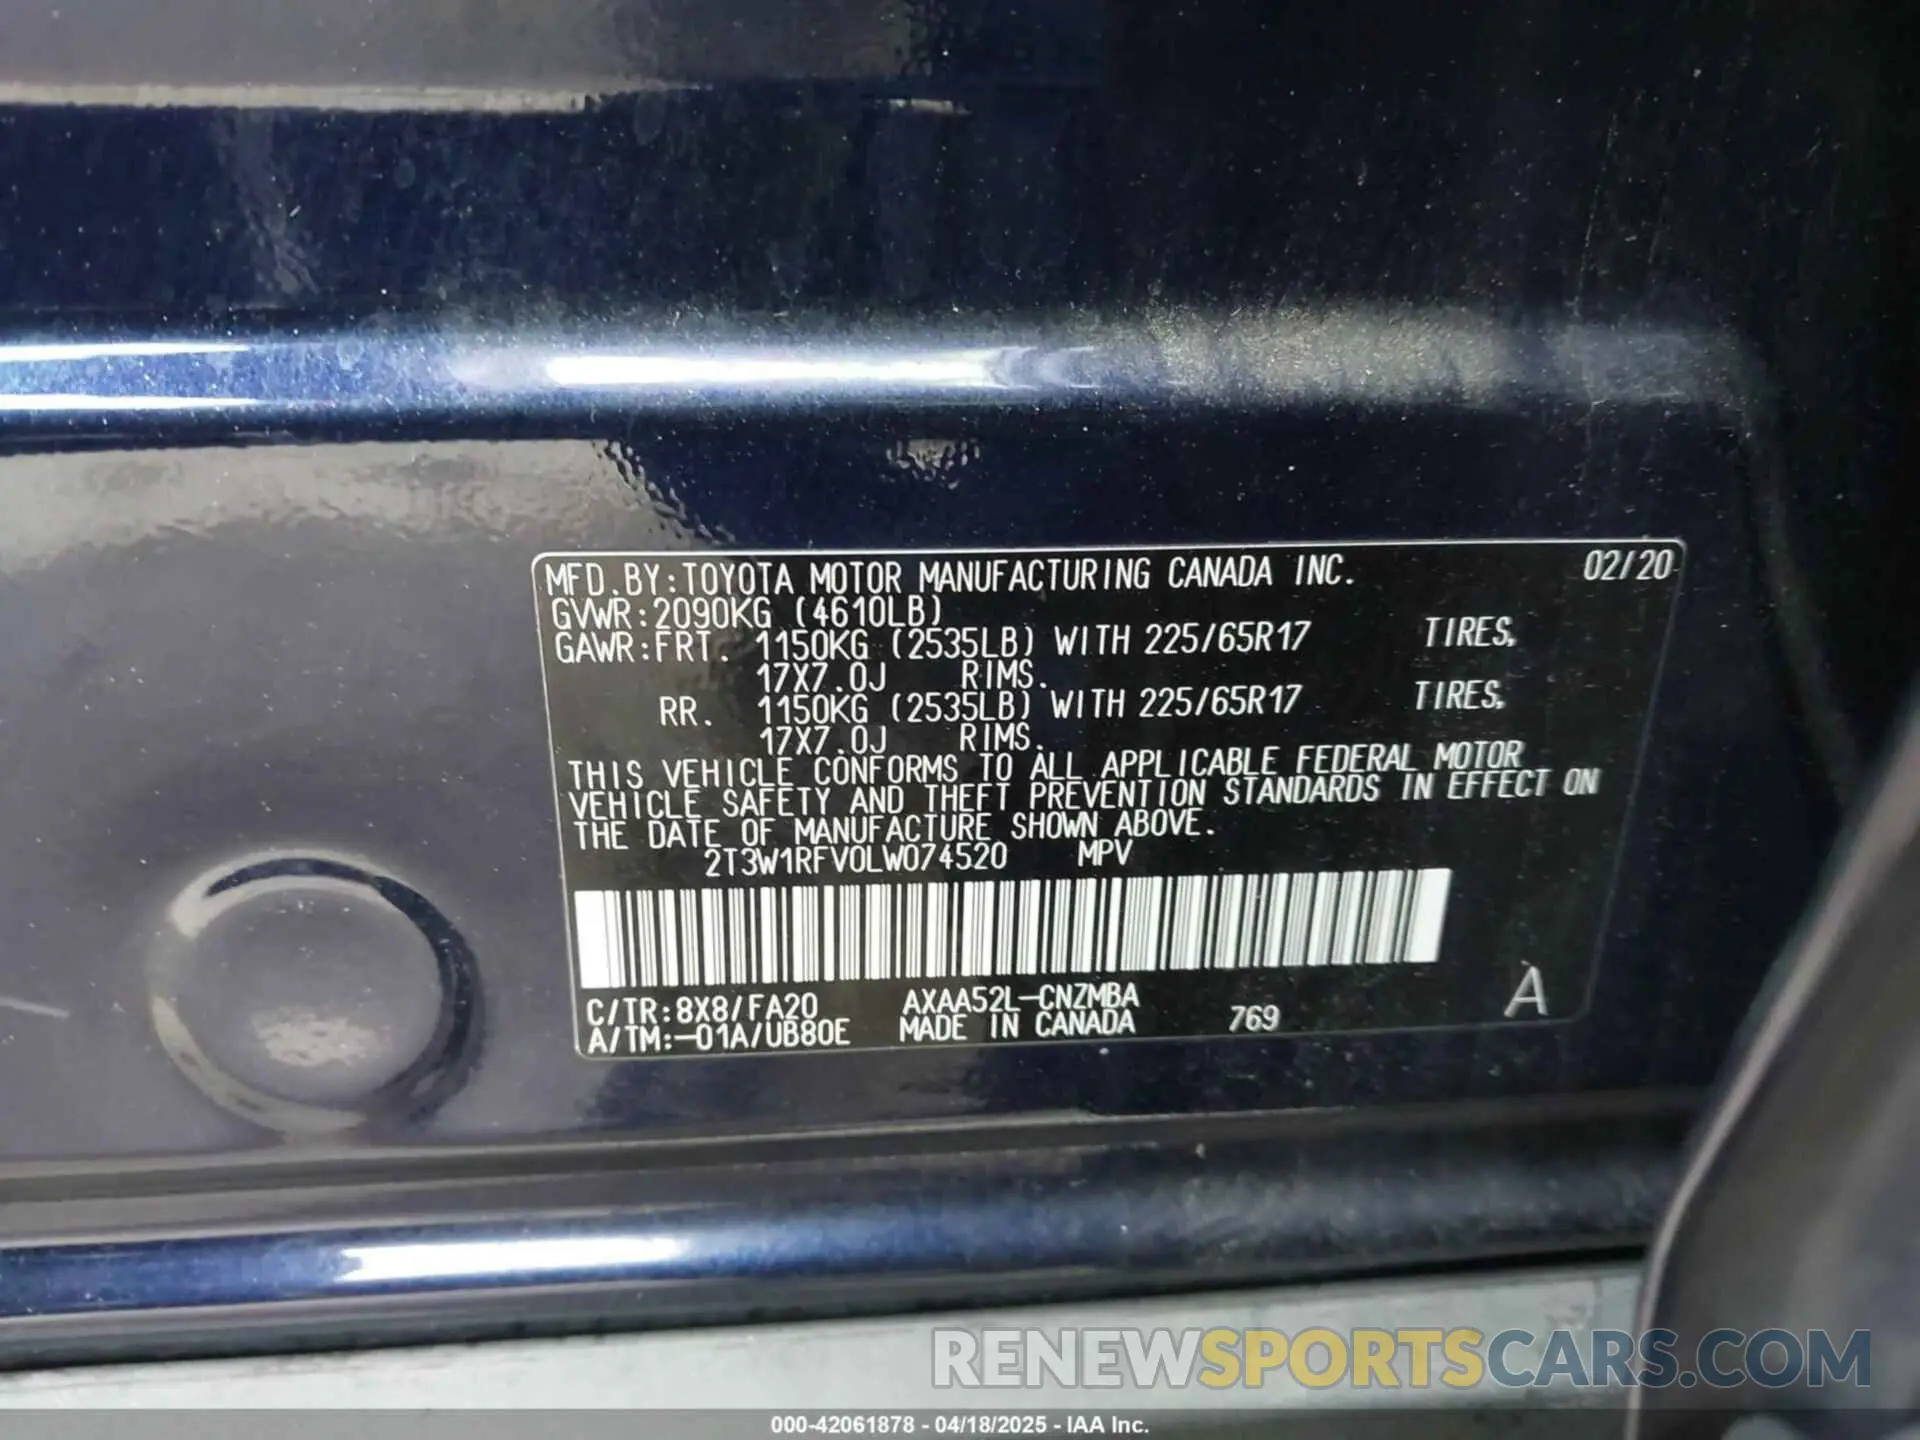 MFD.BY:TOYOTA MOTOR MANUFACTURING CANADA INC. 02/20
GVWR:2090KG (4610LB)
GAWR:FRT. 1150KG (2535LB) WITH 225/65R17 TIRES,
17X7.0J RIMS.
RR. 1150KG (2535LB) WITH 225/65R17 TIRES,
17X7.0J RIMS.
THIS VEHICLE CONFORMS TO ALL APPLICABLE FEDERAL MOTOR
VEHICLE SAFETY AND THEFT PREVENTION STANDARDS IN EFFECT ON
THE DATE OF MANUFACTURE SHOWN ABOVE.
2T3W1RFV0LW074520 MPV
C/TR:8X8/FA20 AXAA52L-CNZMBA
A/TM:-01A/UB80E MADE IN CANADA 769 A
RENEWSPORTSCARS.COM
000-42061878 - 04/18/2025 - IAA Inc.